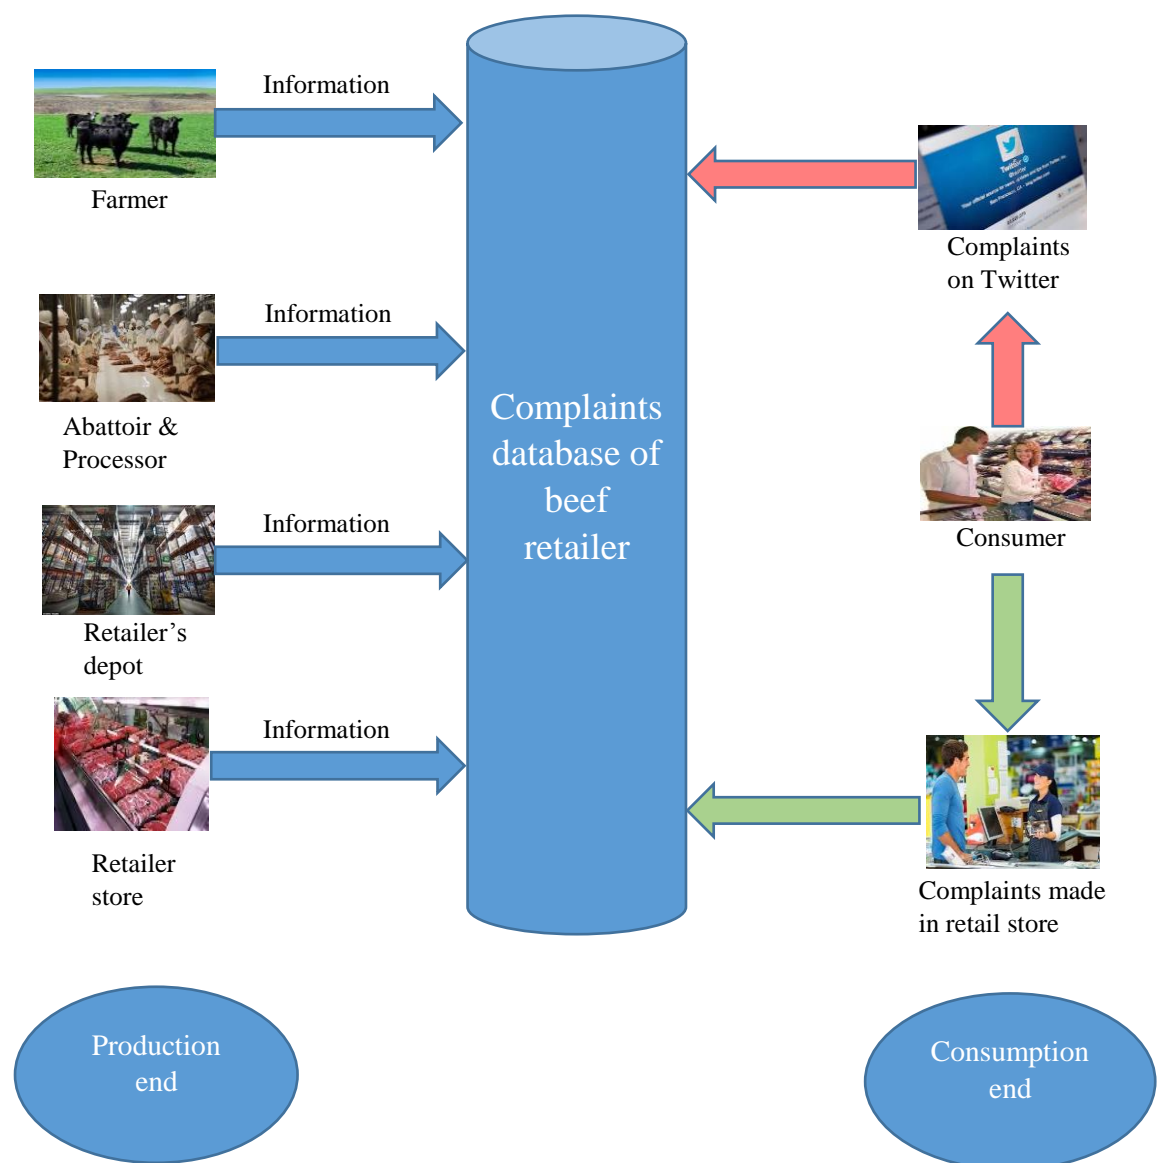 Information
Farmer
Information
Abattoir &
Processor
Information
Retailer’s
depot
Information
Retailer
store
Complaints
database of
beef
retailer
Twitter
Complaints
on Twitter
Consumer
Complaints made
in retail store
Production
end
Consumption
end